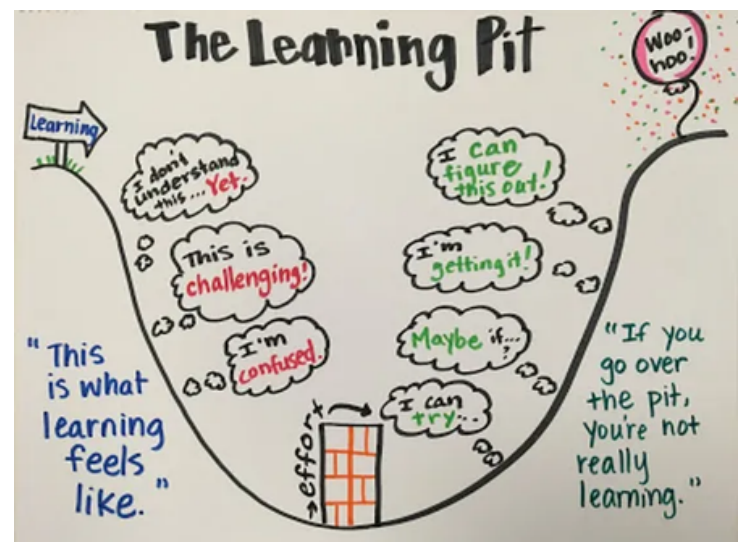 The Learning Pit
Woo-
hoo!
Learning
I don't
understand
this... Yet.
This is
challenging!
I'm
confused.
effort
I can
try...
Maybe if...
?
I'm
getting it!
I can
figure
this out!
"This
is what
learning
feels
like."
"If you
go over
the pit,
you're not
really
learning."